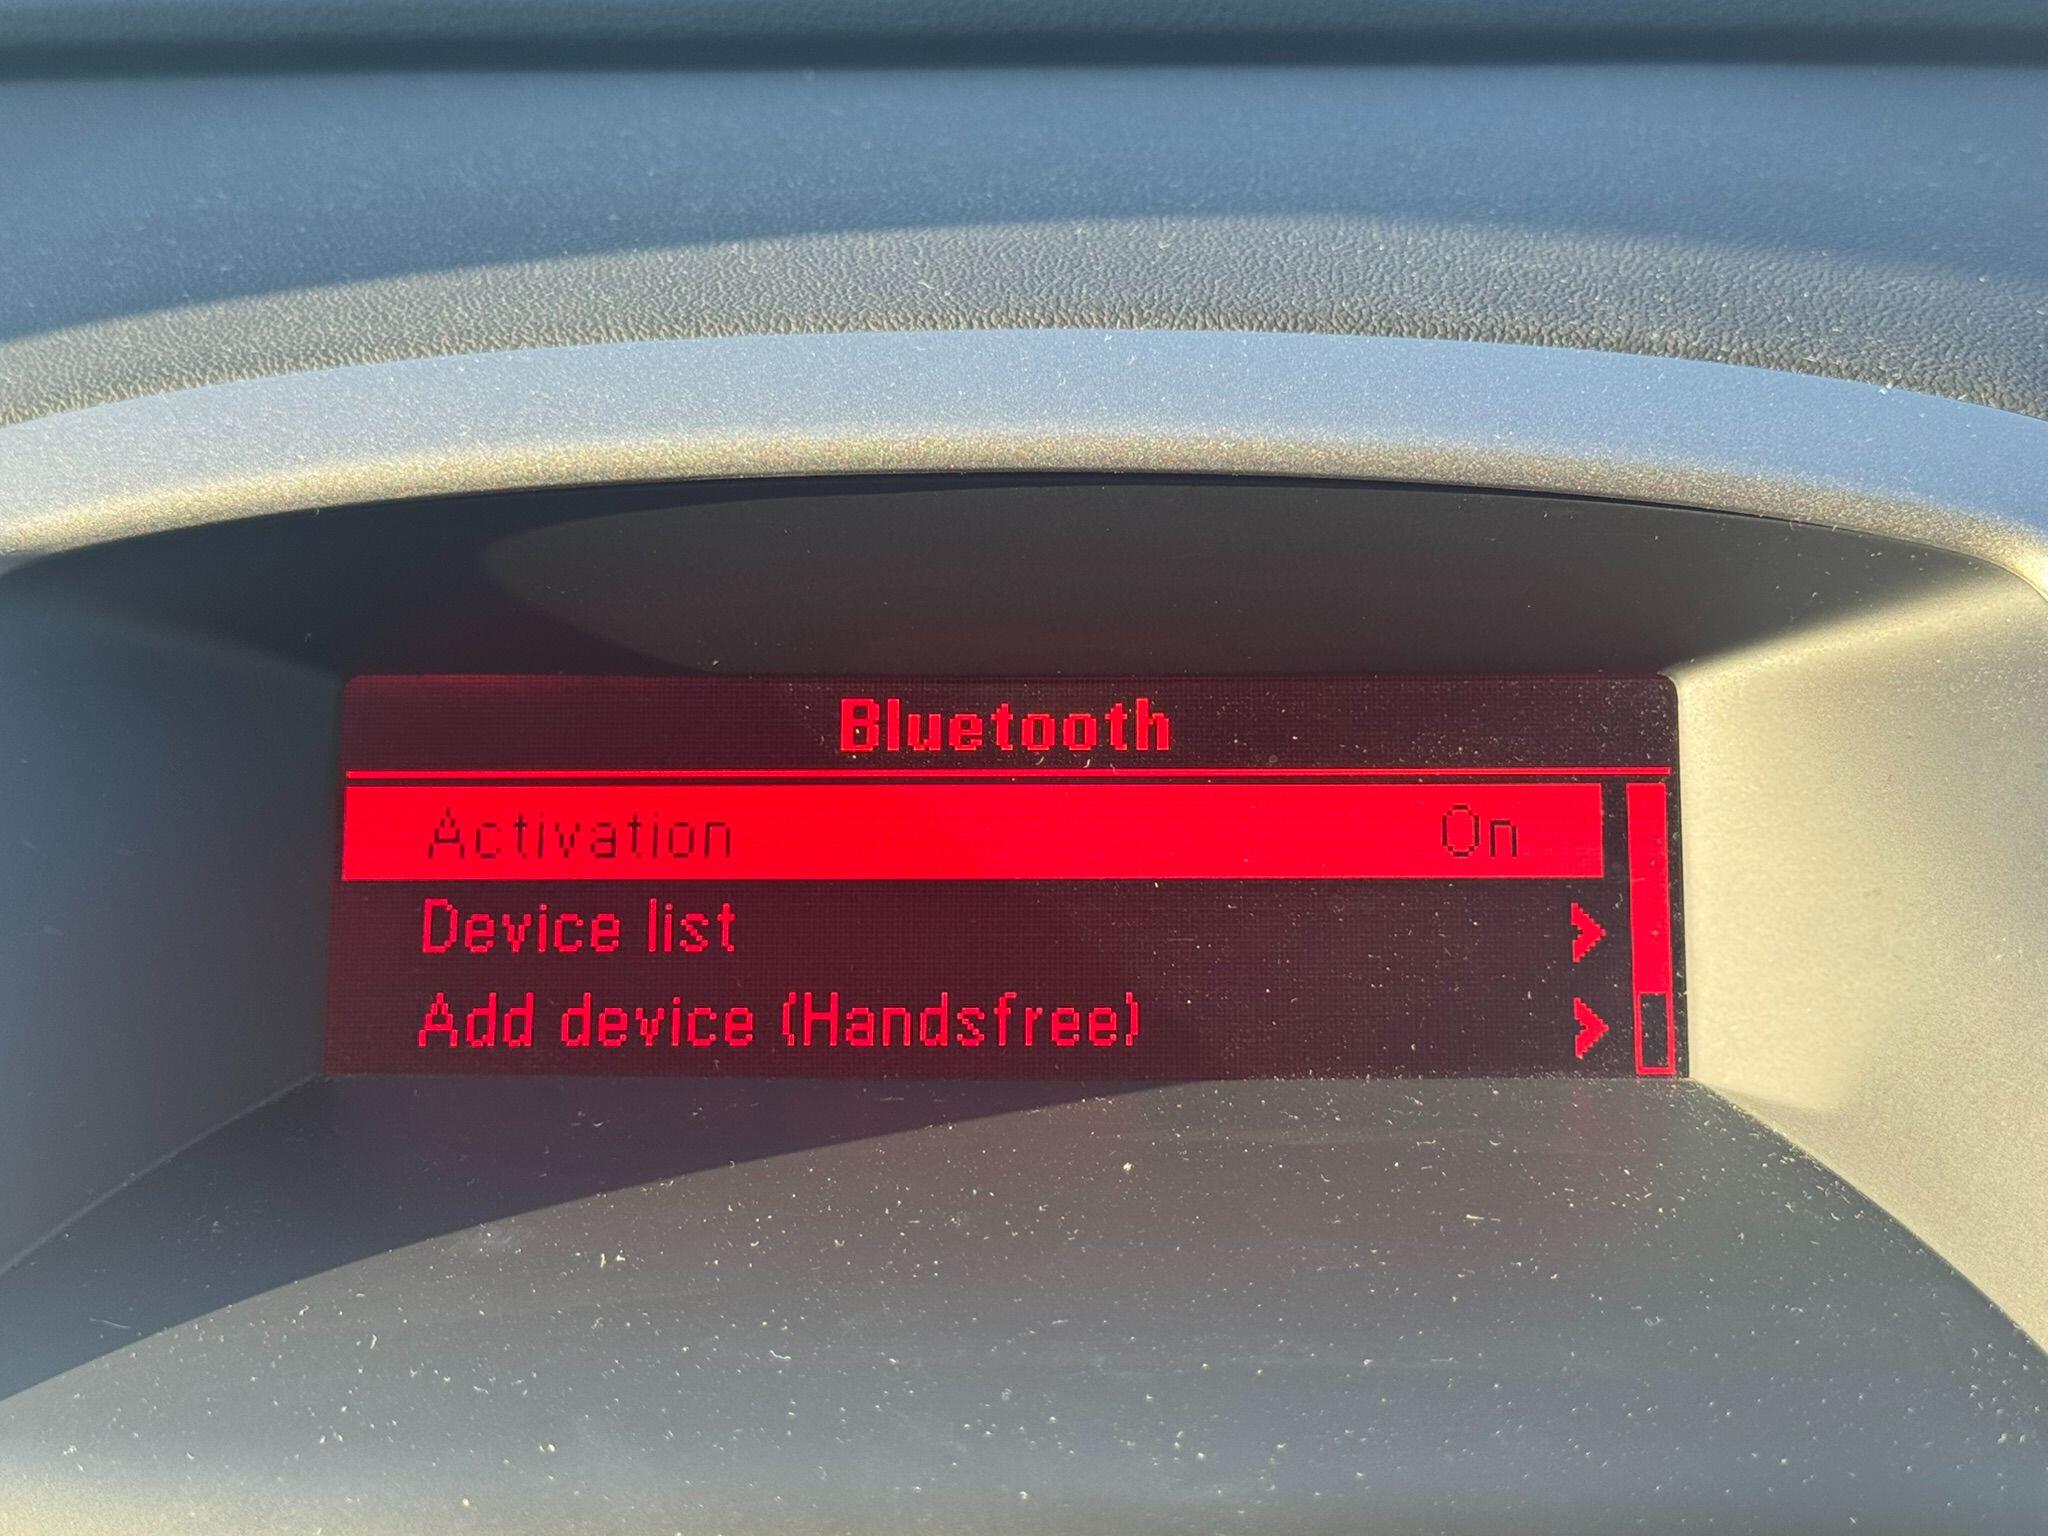 Bluetooth
Activation On
Device list
Add device (Handsfree)